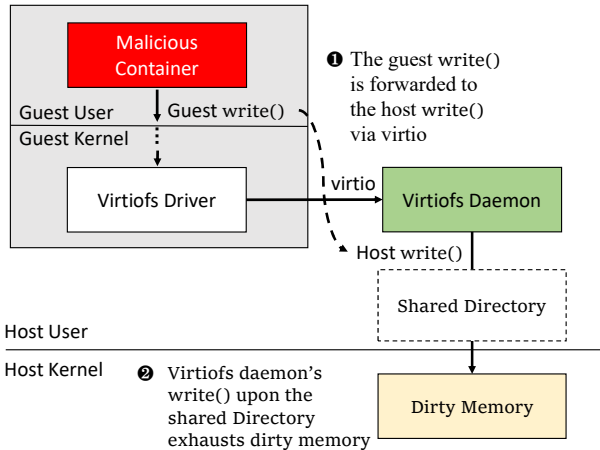 Malicious
Container
❶ The guest write()
is forwarded to
the host write()
via virtio
Guest User
Guest write()
Guest Kernel
Virtiofs Driver
virtio
Virtiofs Daemon
Host write()
Shared Directory
Host User
Host Kernel
❷ Virtiofs daemon's
write() upon the
shared Directory
exhausts dirty memory
Dirty Memory